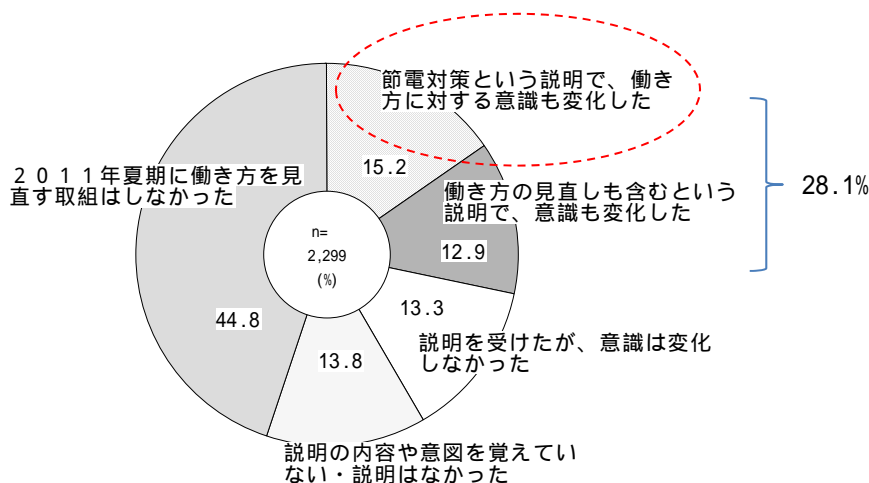 節電対策という説明で、働き
方に対する意識も変化した
15.2
28.1%
働き方の見直しも含むという
説明で、意識も変化した
12.9
２０１１年夏期に働き方を見
直す取組はしなかった
44.8
n=
2,299
(%)
13.3
説明を受けたが、意識は変化
しなかった
13.8
説明の内容や意図を覚えてい
ない・説明はなかった